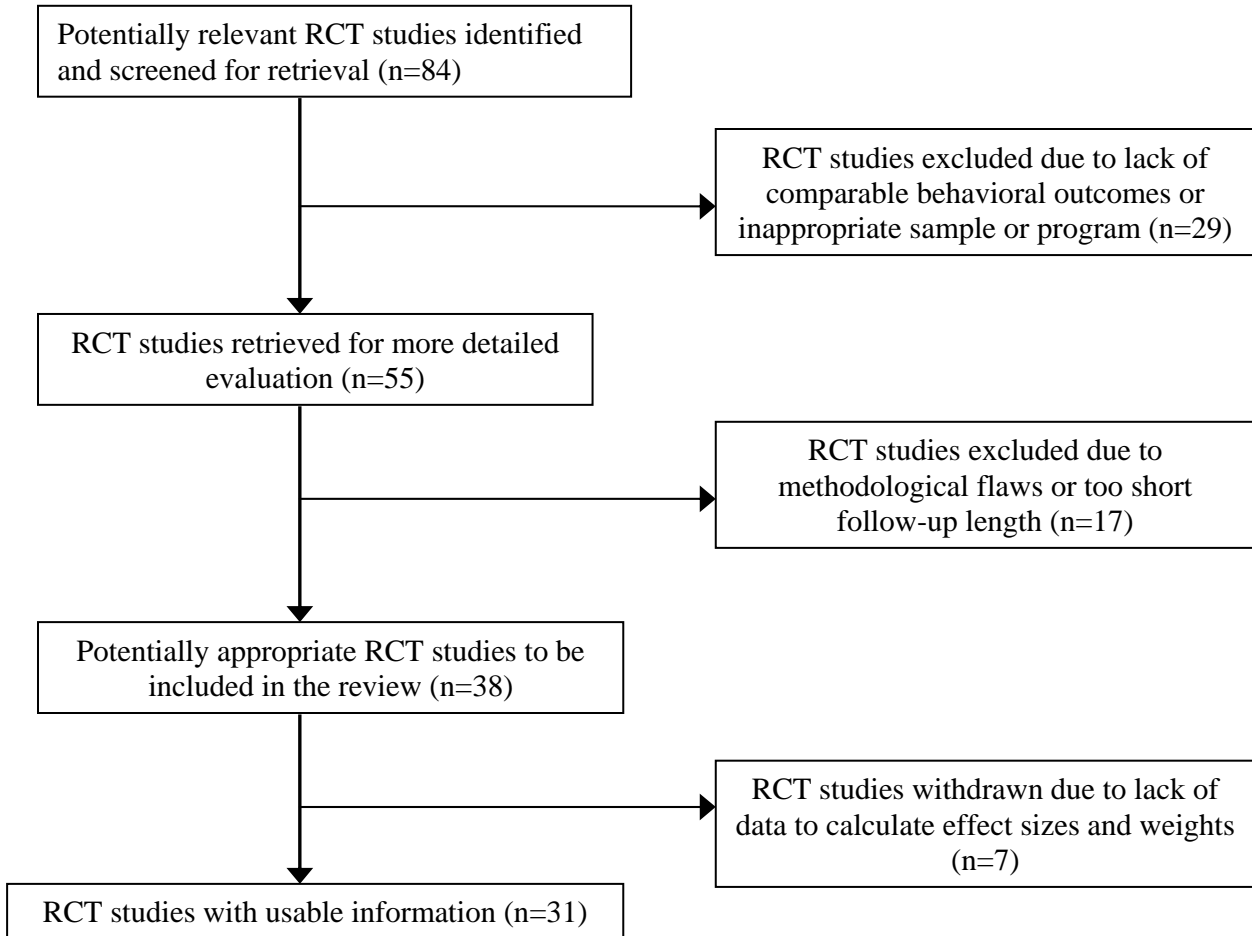 Potentially relevant RCT studies identified
and screened for retrieval (n=84)
RCT studies excluded due to lack of
comparable behavioral outcomes or
inappropriate sample or program (n=29)
RCT studies retrieved for more detailed
evaluation (n=55)
RCT studies excluded due to
methodological flaws or too short
follow-up length (n=17)
Potentially appropriate RCT studies to be
included in the review (n=38)
RCT studies withdrawn due to lack of
data to calculate effect sizes and weights
(n=7)
RCT studies with usable information (n=31)